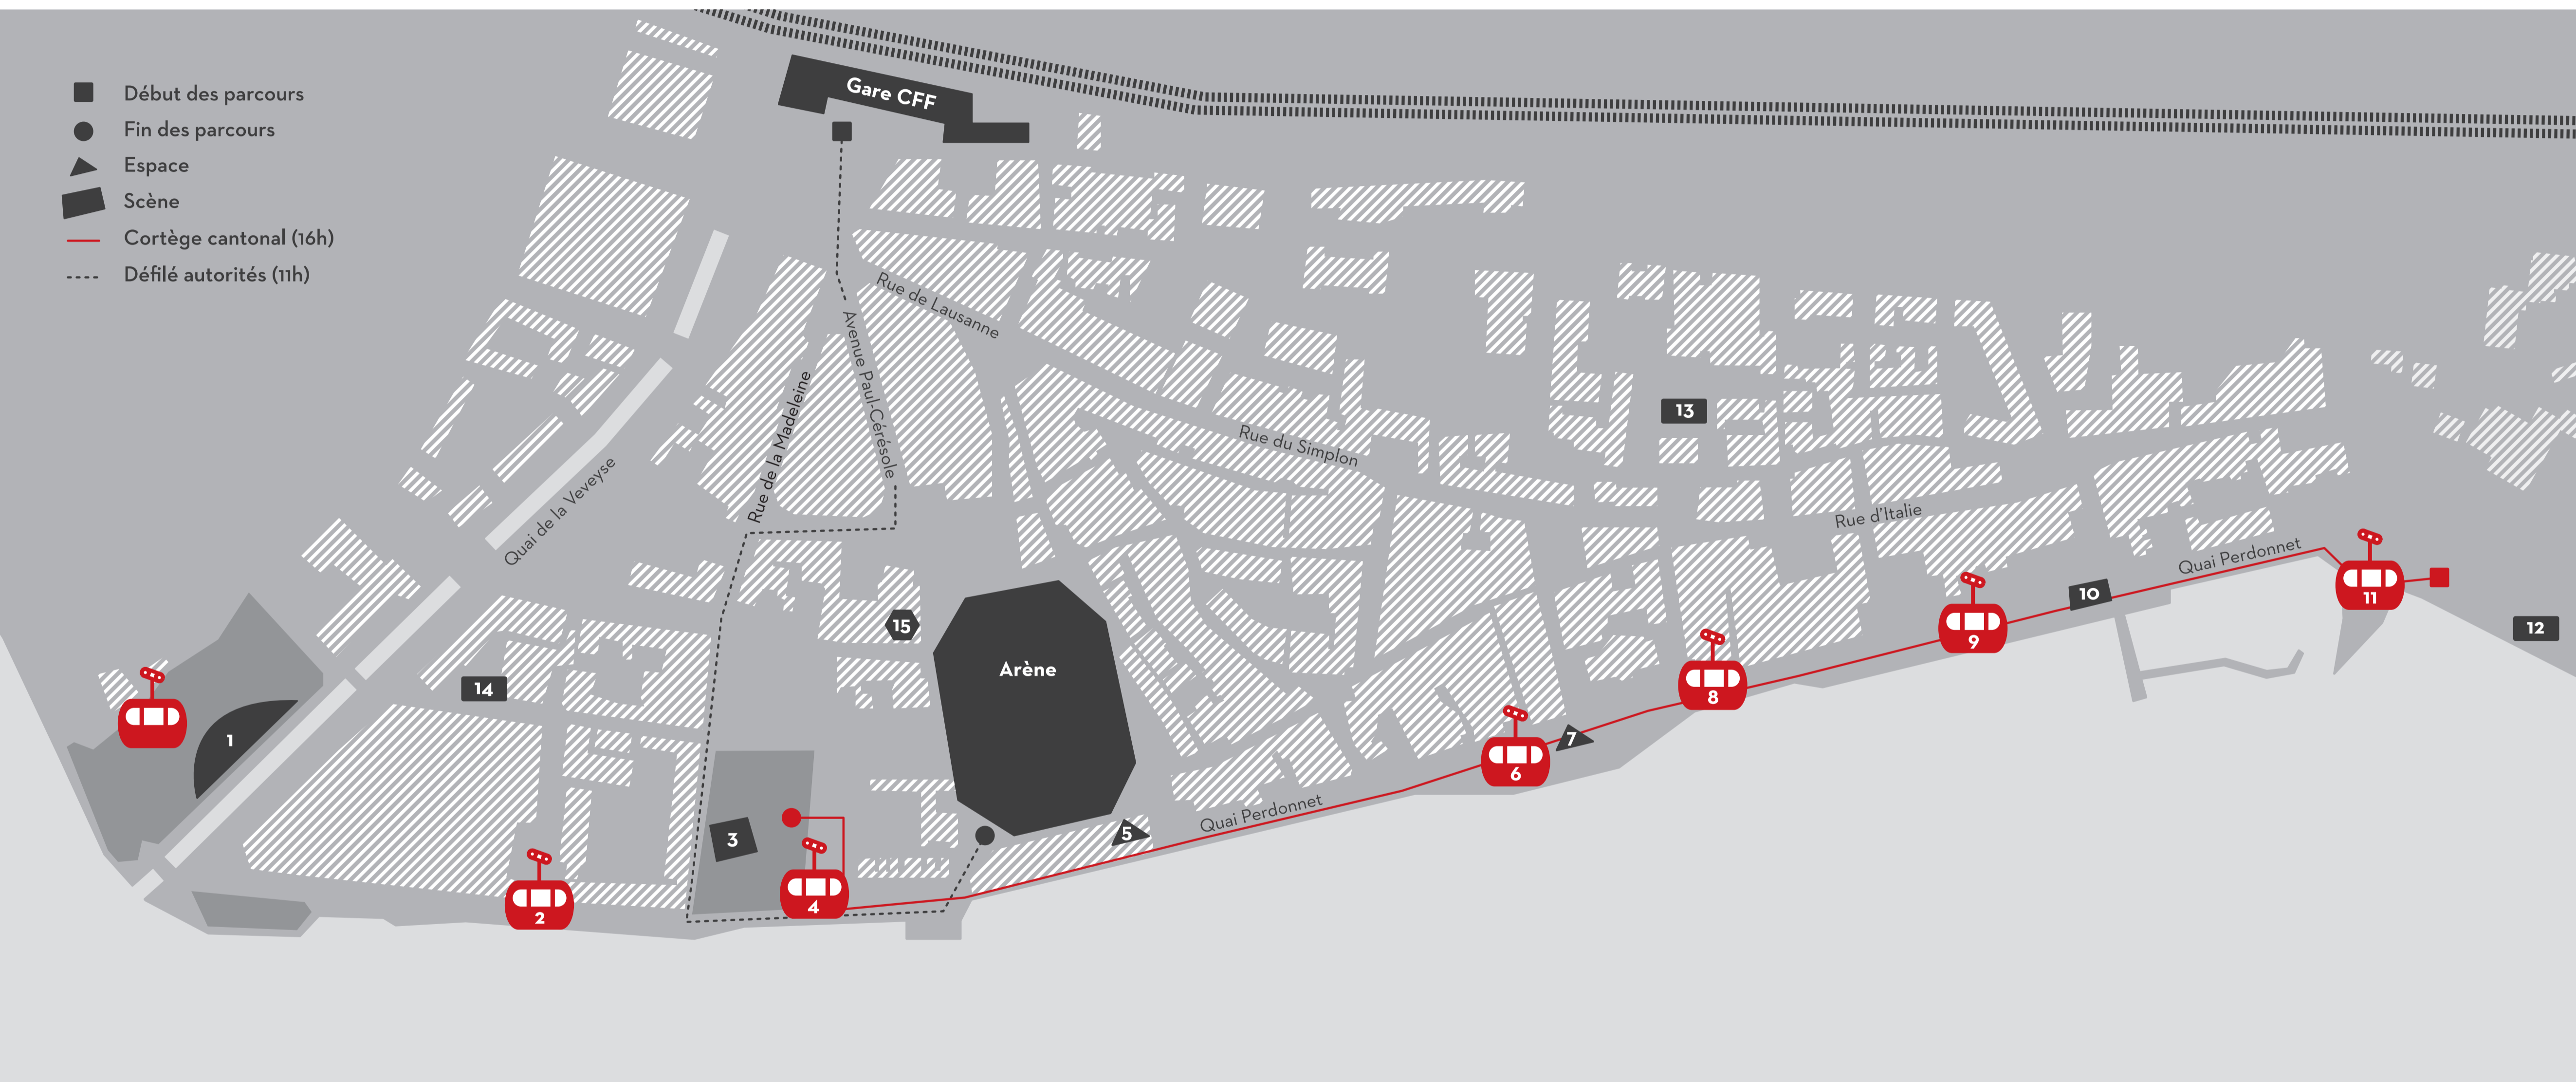 Gare CFF
Début des parcours
Fin des parcours
Espace
Scène
Cortège cantonal (16h)
Défilé autorités (11h)
Rue de Lausanne
Avenue Paul-Cérésole
Rue de la Madeleine
Rue du Simplon
13
Quai de la Veveyse
Rue d'Italie
Quai Perdonnet
10
11
12
15
9
Arène
14
8
1
7
6
Quai Perdonnet
5
3
4
2